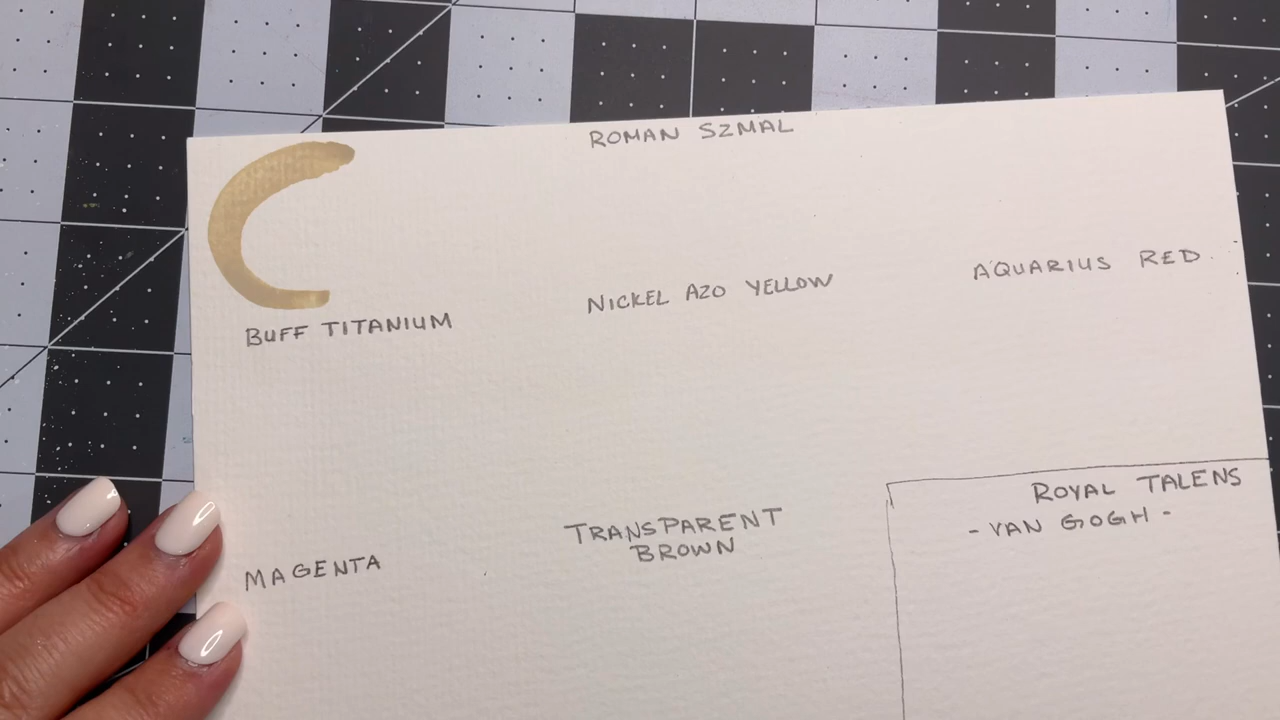 ROMAN SZMAL
BUFF TITANIUM
NICKEL AZO YELLOW
AQUARIUS RED
MAGENTA
TRANSPARENT
BROWN
ROYAL TALENS
-VAN GOGH-